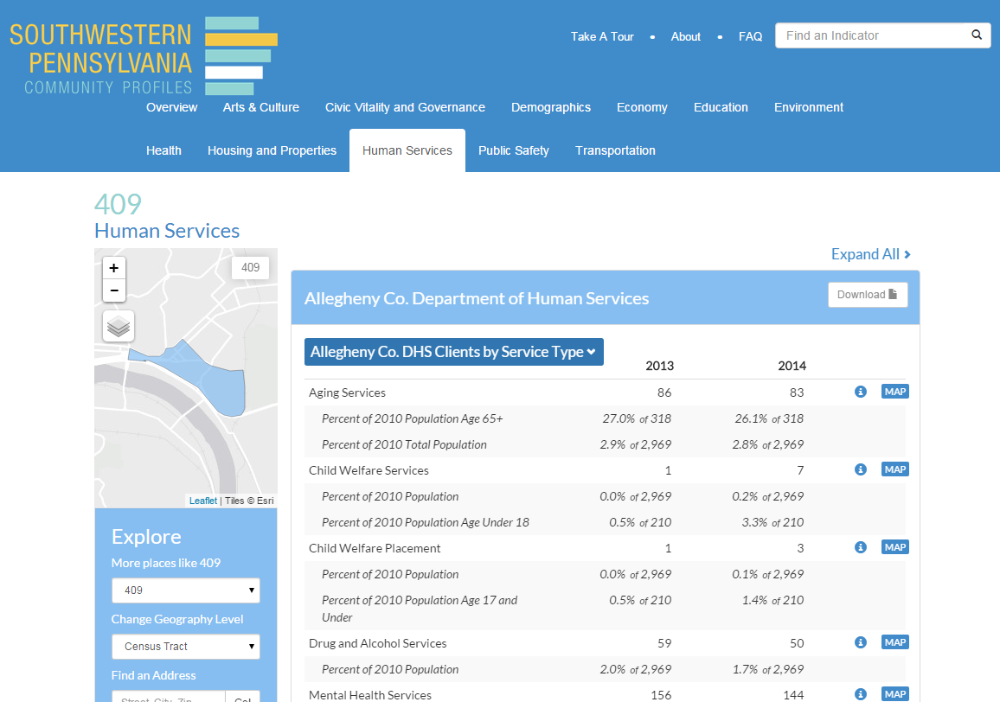 SOUTHWESTERN
PENNSYLVANIA
COMMUNITY PROFILES
Take A Tour • About • FAQ Find an Indicator
Overview Arts & Culture Civic Vitality and Governance Demographics Economy Education Environment
Health Housing and Properties Human Services Public Safety Transportation
409
Human Services
+
−
409
Leaflet | Tiles © Esri
Explore
More places like 409
409
Change Geography Level
Census Tract
Find an Address
Street, City, Zip Go!
Expand All
Allegheny Co. Department of Human Services Download
Allegheny Co. DHS Clients by Service Type 2013 2014
Aging Services 86 83 MAP
Percent of 2010 Population Age 65+ 27.0% of 318 26.1% of 318
Percent of 2010 Total Population 2.9% of 2,969 2.8% of 2,969
Child Welfare Services 1 7 MAP
Percent of 2010 Population 0.0% of 2,969 0.2% of 2,969
Percent of 2010 Population Age Under 18 0.5% of 210 3.3% of 210
Child Welfare Placement 1 3 MAP
Percent of 2010 Population 0.0% of 2,969 0.1% of 2,969
Percent of 2010 Population Age 17 and 0.5% of 210 1.4% of 210
Under
Drug and Alcohol Services 59 50 MAP
Percent of 2010 Population 2.0% of 2,969 1.7% of 2,969
Mental Health Services 156 144 MAP